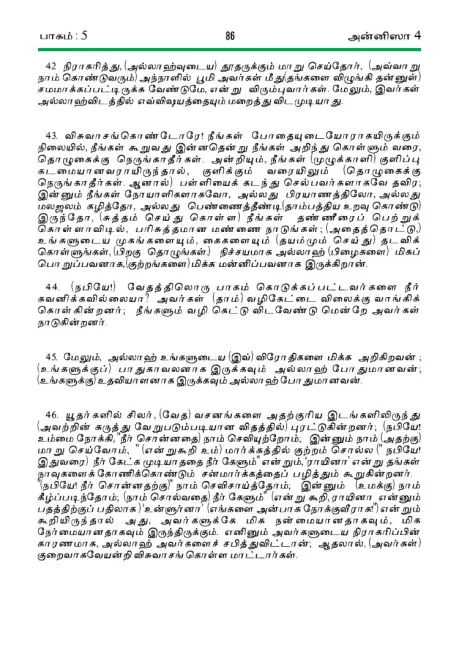 பாகம் : 5
86
அன்னிஸா 4
42 நிராகரித்து, (அல்லாஹ்வுடைய) தூதருக்கும் மாறு செய்தோர், (அவ்வாறு
நாம் கொண்டுவரும்) அந்நாளில் பூமி அவர்கள் மீது(தங்களை விழுங்கி தன்னுள்)
சமமாக்கப்பட்டிருக்க வேண்டுமே, என்று விரும்புவார்கள். மேலும், இவர்கள்
அல்லாஹ்விடத்தில் எவ்விஷயத்தையும் மறைத்து விடமுடியாது.
43. விசுவாசங்கொண்டோரே! நீங்கள் போதையுடையோராகயிருக்கும்
நிலையில், நீங்கள் கூறுவது இன்னதென்று நீங்கள் அறிந்து கொள்ளும் வரை,
தொழுகைக்கு நெருங்காதீர்கள். அன்றியும், நீங்கள் (முழுக்காளி) குளிப்பு
கடமையானவராயிருந்தால், குளிக்கும் வரையிலும் (தொழுகைக்கு
நெருங்காதீர்கள். ஆனால்) பள்ளியைக் கடந்து செல்பவர்களாகவே தவிர;
இன்னும் நீங்கள் நோயாளிகளாகவோ, அல்லது பிரயாணத்திலோ, அல்லது
மலஜலம் கழித்தோ, அல்லது பெண்ணைத்தீண்டி(தாம்பத்திய உறவு கொண்டு)
இருந்தோ, (சுத்தம் செய்து கொள்ள) நீங்கள் தண்ணீரைப் பெற்றுக்
கொள்ளாவிடில், பரிசுத்தமான மண்ணை நாடுங்கள்; (அதைத்தொட்டு,)
உங்களுடைய முகங்களையும், கைகளையும் (தயம்மும் செய்து) தடவிக்
கொள்ளுங்கள்,(பிறகு தொழுங்கள்) நிச்சயமாக அல்லாஹ் (பிழைகளை) மிகப்
பொறுப்பவனாக,(குற்றங்களை)மிக்க மன்னிப்பவனாக இருக்கிறான்.
44. (நபியே!) வேதத்திலொரு பாகம் கொடுக்கப்பட்டவர்களை நீர்
கவனிக்கவில்லையா? அவர்கள் (தாம்) வழிகேட்டை விலைக்கு வாங்கிக்
கொள்கின்றனர்; நீங்களும் வழி கெட்டு விடவேண்டு மென்றே அவர்கள்
நாடுகின்றனர்.
45. மேலும், அல்லாஹ் உங்களுடைய (இவ்) விரோதிகளை மிக்க அறிகிறவன் ;
(உங்களுக்குப்) பாதுகாவலனாக இருக்கவும் அல்லாஹ் போதுமானவன்;
(உங்களுக்கு)உதவியாளனாக இருக்கவும் அல்லாஹ் போதுமானவன்.
46. யூதர்களில் சிலர், (வேத) வசனங்களை அதற்குரிய இடங்களிலிருந்து
(அவற்றின் கருத்து வேறுபடும்படியான விதத்தில்) புரட்டுகின்றனர்; (நபியே!
உம்மை நோக்கி, "நீர் சொன்னதை) நாம் செவியுற்றோம்; இன்னும் நாம் (அதற்கு)
மாறு செய்வோம், " (என்றுகூறி உம்) மார்க்கத்தில் குற்றம் சொல்ல (" நபியே!
இதுவரை) நீர் கேட்க முடியாததை நீர் கேளும்" என்றும்,'ராயினா' என்று தங்கள்
நாவுகளைக் கோணிக்கொண்டும் சன்மார்க்கத்தைப் பழித்தும் கூறுகின்றனர்.
"(நபியே! நீர் சொன்னதற்கு)" நாம் செவிசாய்த்தோம்; இன்னும் (உமக்கு) நாம்
கீழ்ப்படிந்தோம்; (நாம் சொல்வதை) நீர் கேளும்" (என்று கூறி, ராயினா என்னும்
பதத்திற்குப் பதிலாக) 'உன்ளுர்னா' (எங்களை அன்பாக நோக்குவீராக!") என்றும்
கூறியிருந்தால் அது, அவர்களுக்கே மிக நன்மையானதாகவும், மிக
நேர்மையானதாகவும் இருந்திருக்கும். எனினும் அவர்களுடைய நிராகரிப்பின்
காரணமாக, அல்லாஹ் அவர்களைச் சபித்துவிட்டான்; ஆதலால், (அவர்கள்)
குறைவாகவேயன்றி விசுவாசங்கொள்ள மாட்டார்கள்.